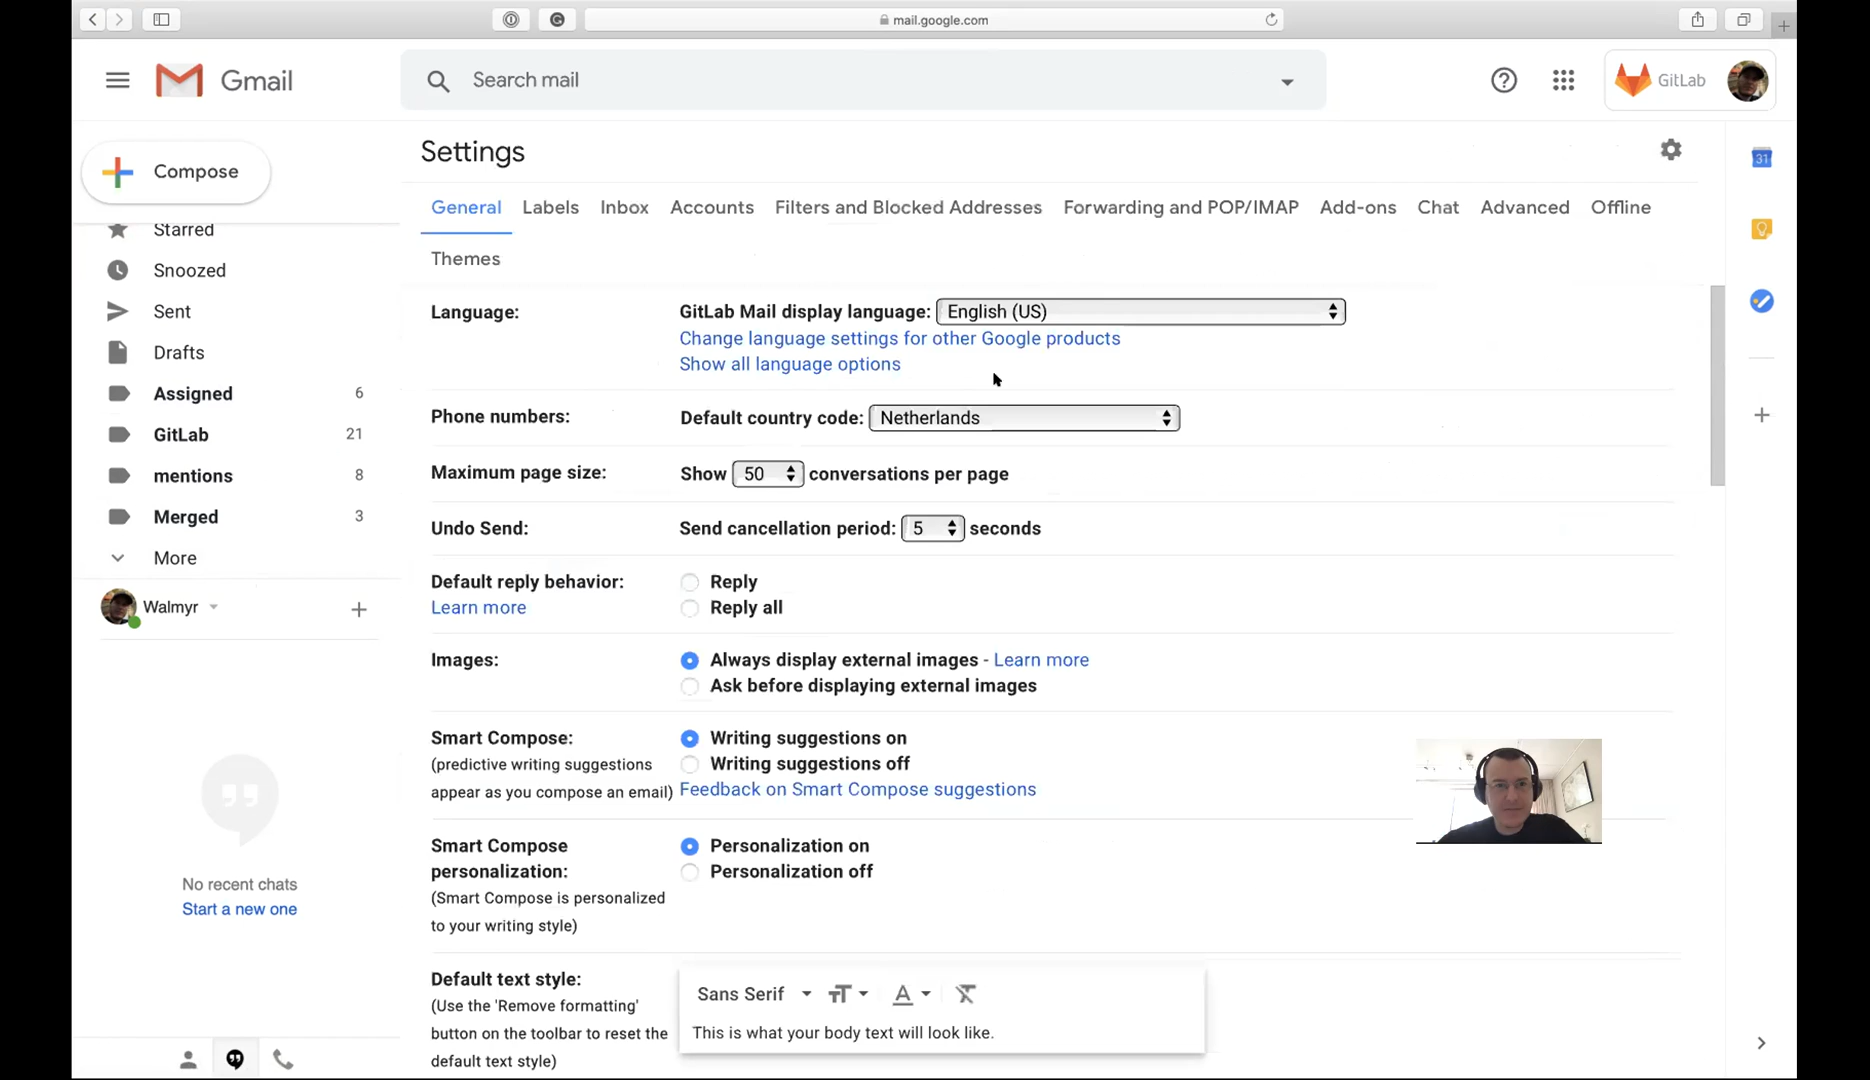 mail.google.com
Gmail
Search mail
GitLab
Compose
Starred
Snoozed
Sent
Drafts
Assigned 6
GitLab 21
mentions 8
Merged 3
More
Walmyr
No recent chats
Start a new one
Settings
General Labels Inbox Accounts Filters and Blocked Addresses Forwarding and POP/IMAP Add-ons Chat Advanced Offline
Themes
Language: GitLab Mail display language: English (US)
Change language settings for other Google products
Show all language options
Phone numbers: Default country code: Netherlands
Maximum page size: Show 50 conversations per page
Undo Send: Send cancellation period: 5 seconds
Default reply behavior: Reply
Learn more Reply all
Images: Always display external images - Learn more
Ask before displaying external images
Smart Compose: Writing suggestions on
(predictive writing suggestions Writing suggestions off
appear as you compose an email) Feedback on Smart Compose suggestions
Smart Compose Personalization on
personalization: Personalization off
(Smart Compose is personalized
to your writing style)
Default text style: Sans Serif
(Use the 'Remove formatting'
button on the toolbar to reset the This is what your body text will look like.
default text style)
31